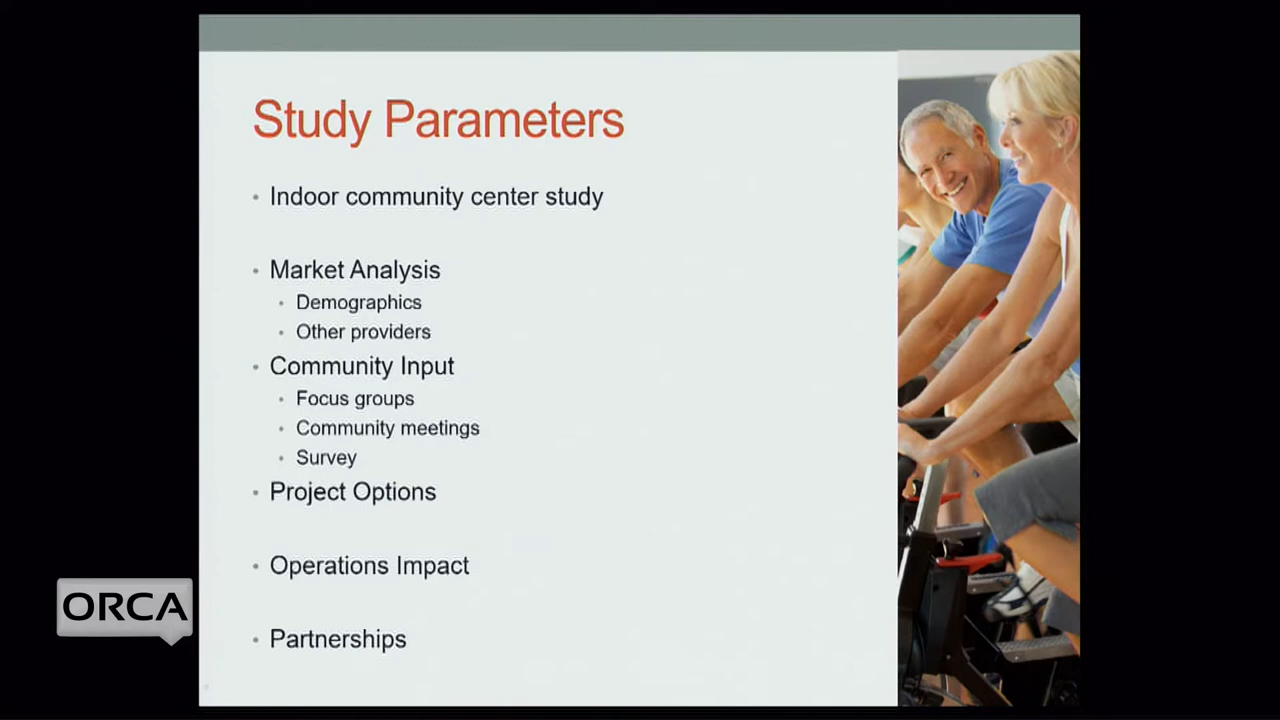 Study Parameters
• Indoor community center study
• Market Analysis
• Demographics
• Other providers
• Community Input
• Focus groups
• Community meetings
• Survey
• Project Options
• Operations Impact
• Partnerships
ORCA